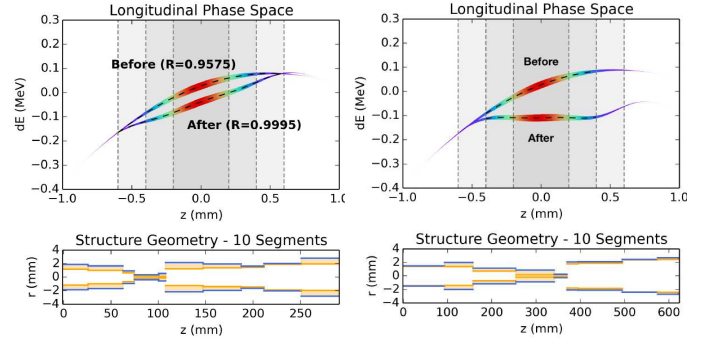 Longitudinal Phase Space
0.3
0.2
0.1
0.0
−0.1
−0.2
−0.3
−0.4
dE (MeV)
Before (R=0.9575)
After (R=0.9995)
−1.0 −0.5 0.0 0.5 1.0
z (mm)
Longitudinal Phase Space
0.3
0.2
0.1
0.0
−0.1
−0.2
−0.3
−0.4
dE (MeV)
Before
After
−1.0 −0.5 0.0 0.5 1.0
z (mm)
Structure Geometry - 10 Segments
4
2
0
−2
−4
r (mm)
0 50 100 150 200 250
z (mm)
Structure Geometry - 10 Segments
4
2
0
−2
−4
r (mm)
0 100 200 300 400 500 600
z (mm)